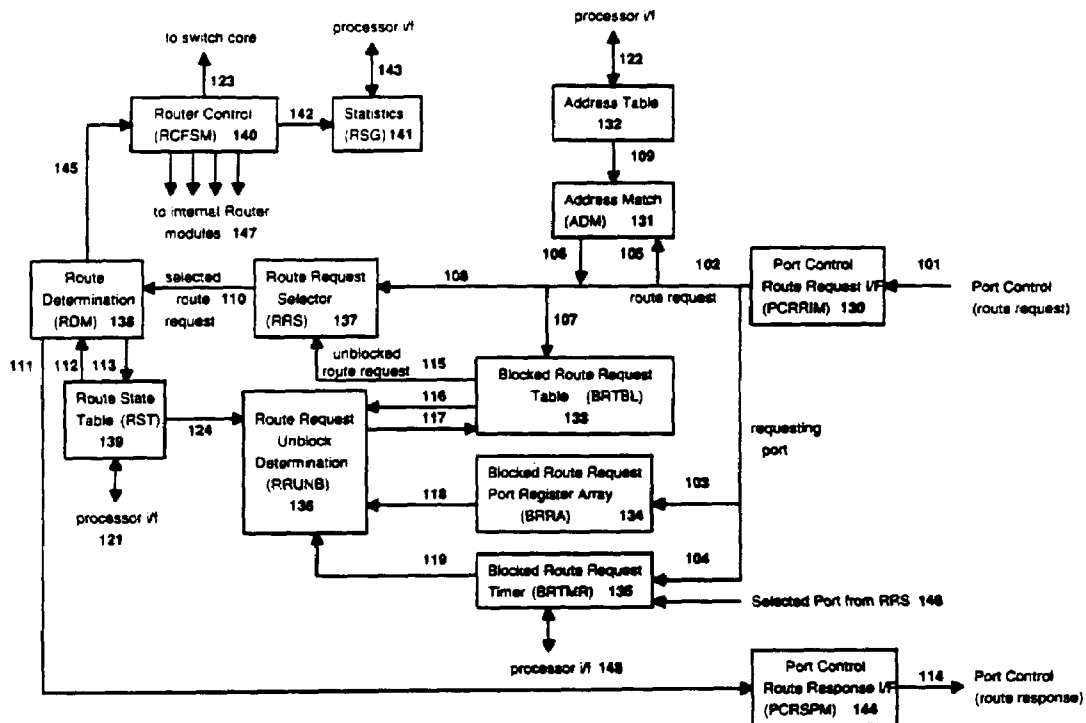 processor i/f
to switch core
processor i/f
123
143
122
Router Control
(RCFSM) 140
142
Statistics
(RSG) 141
Address Table
132
145
109
to internal Router
modules 147
Address Match
(ADM) 131
106
105
102
101
Route
Determination
(RDM) 138
selected
route 110
request
Route Request
Selector
(RRS) 137
108
route request
Port Control
Route Request I/F
(PCRRIM) 130
Port Control
(route request)
107
111
112
113
unblocked
route request
115
Route State
Table (RST)
139
124
116
117
Blocked Route Request
Table (BRTBL)
133
Route Request
Unblock
Determination
(RRUNB)
136
requesting
port
processor i/f
121
118
Blocked Route Request
Port Register Array
(BRRA) 134
103
119
Blocked Route Request
Timer (BRTMR) 135
104
Selected Port from RRS 146
processor i/f 148
Port Control
Route Response I/F
(PCRSPM) 144
114
Port Control
(route response)